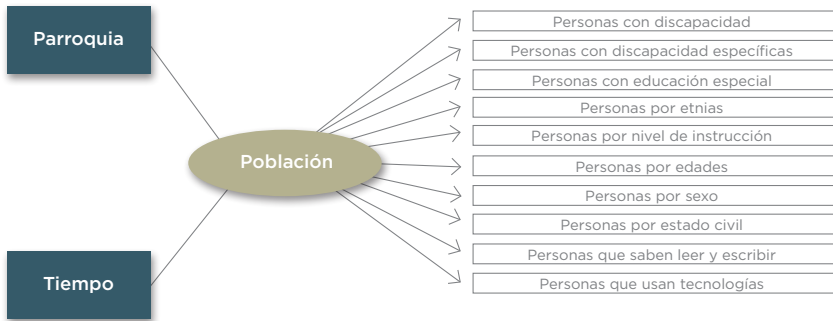 Parroquia
Tiempo
Población
Personas con discapacidad
Personas con discapacidad específicas
Personas con educación especial
Personas por etnias
Personas por nivel de instrucción
Personas por edades
Personas por sexo
Personas por estado civil
Personas que saben leer y escribir
Personas que usan tecnologías